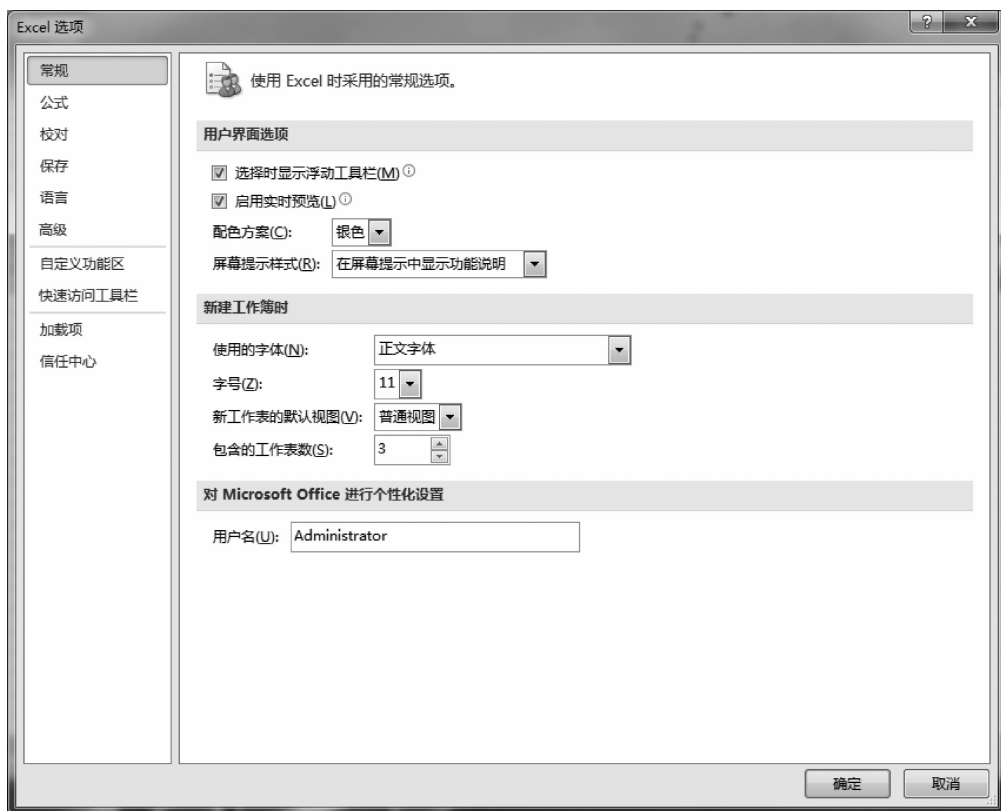 Excel 选项
常规
公式
校对
保存
语言
高级
自定义功能区
快速访问工具栏
加载项
信任中心
使用 Excel 时采用的常规选项。
用户界面选项
选择时显示浮动工具栏(M)
启用实时预览(L)
配色方案(C): 银色
屏幕提示样式(R): 在屏幕提示中显示功能说明
新建工作簿时
使用的字体(N): 正文字体
字号(Z): 11
新工作表的默认视图(V): 普通视图
包含的工作表数(S): 3
对 Microsoft Office 进行个性化设置
用户名(U): Administrator
确定 取消